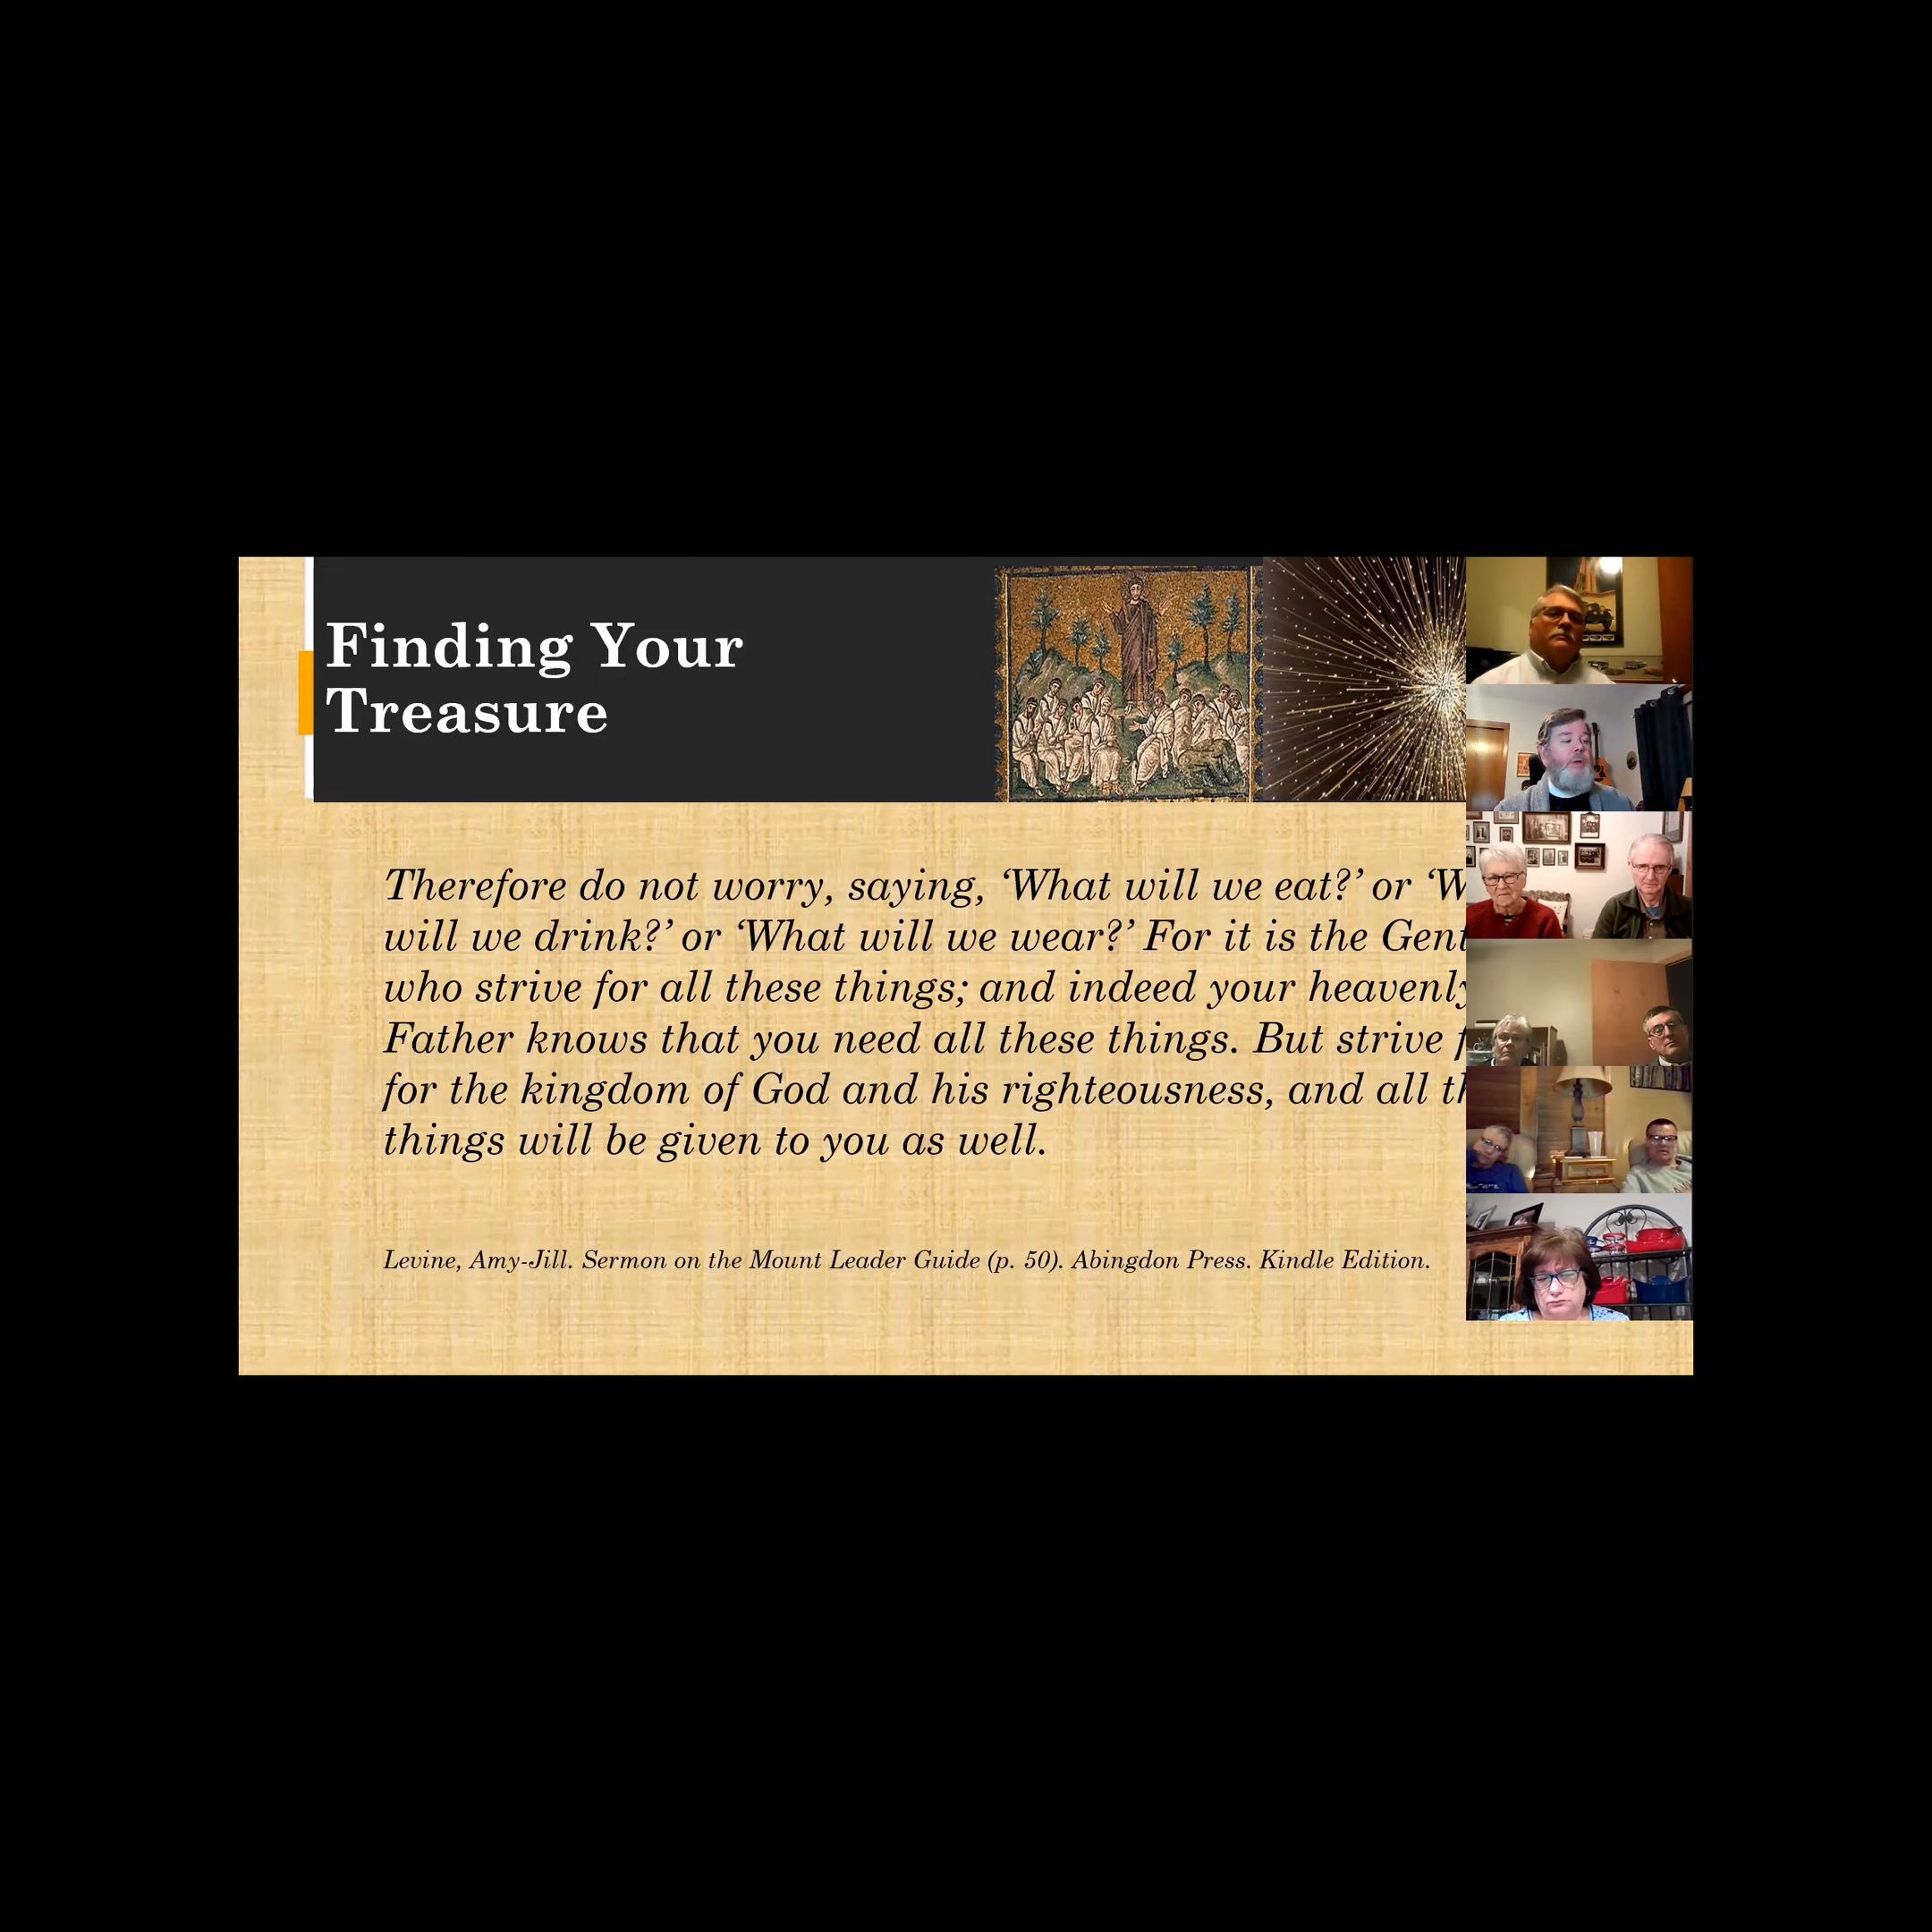 Finding Your
Treasure
Therefore do not worry, saying, ‘What will we eat?’ or
will we drink?’ or ‘What will we wear?’ For it is the
who strive for all these things; and indeed your heavenly
Father knows that you need all these things. But strive
for the kingdom of God and his righteousness, and all
things will be given to you as well.
Levine, Amy-Jill. Sermon on the Mount Leader Guide (p. 50). Abingdon Press. Kindle Edition.